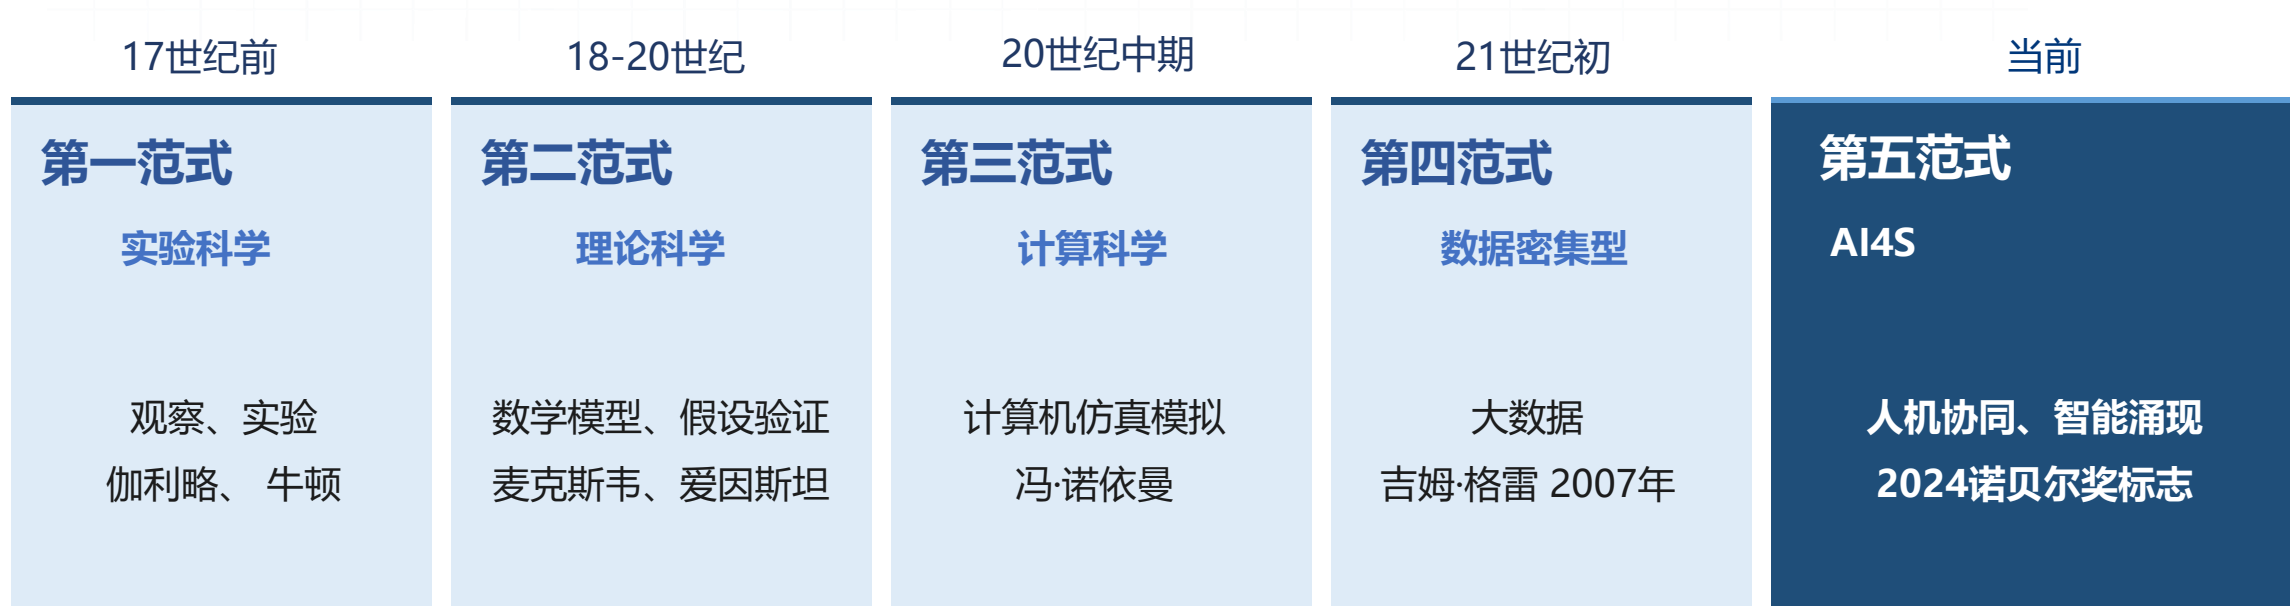 17世纪前
第一范式
实验科学
观察、实验
伽利略、 牛顿
18-20世纪
第二范式
理论科学
数学模型、假设验证
麦克斯韦、爱因斯坦
20世纪中期
第三范式
计算科学
计算机仿真模拟
冯·诺依曼
21世纪初
第四范式
数据密集型
大数据
吉姆·格雷 2007年
当前
第五范式
AI4S
人机协同、智能涌现
2024诺贝尔奖标志